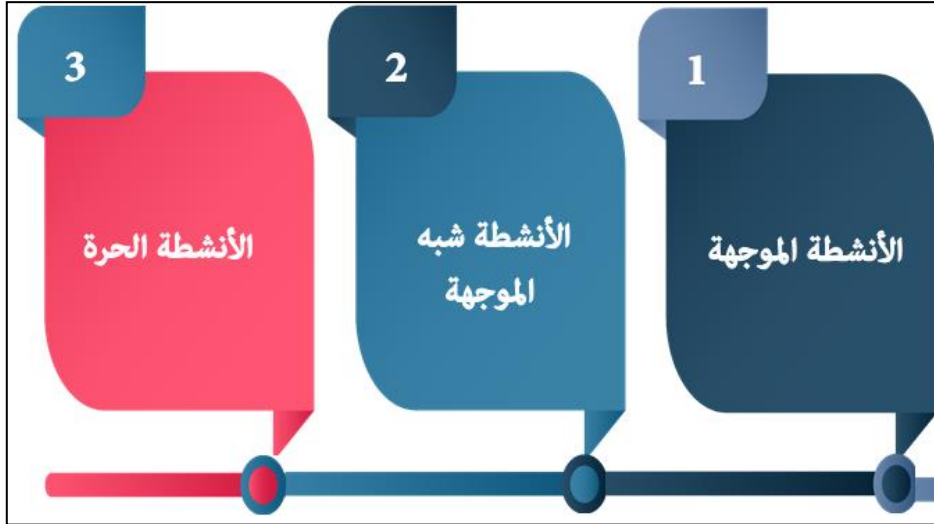 1
الأنشطة الموجهة
2
الأنشطة شبه
الموجهة
3
الأنشطة الحرة